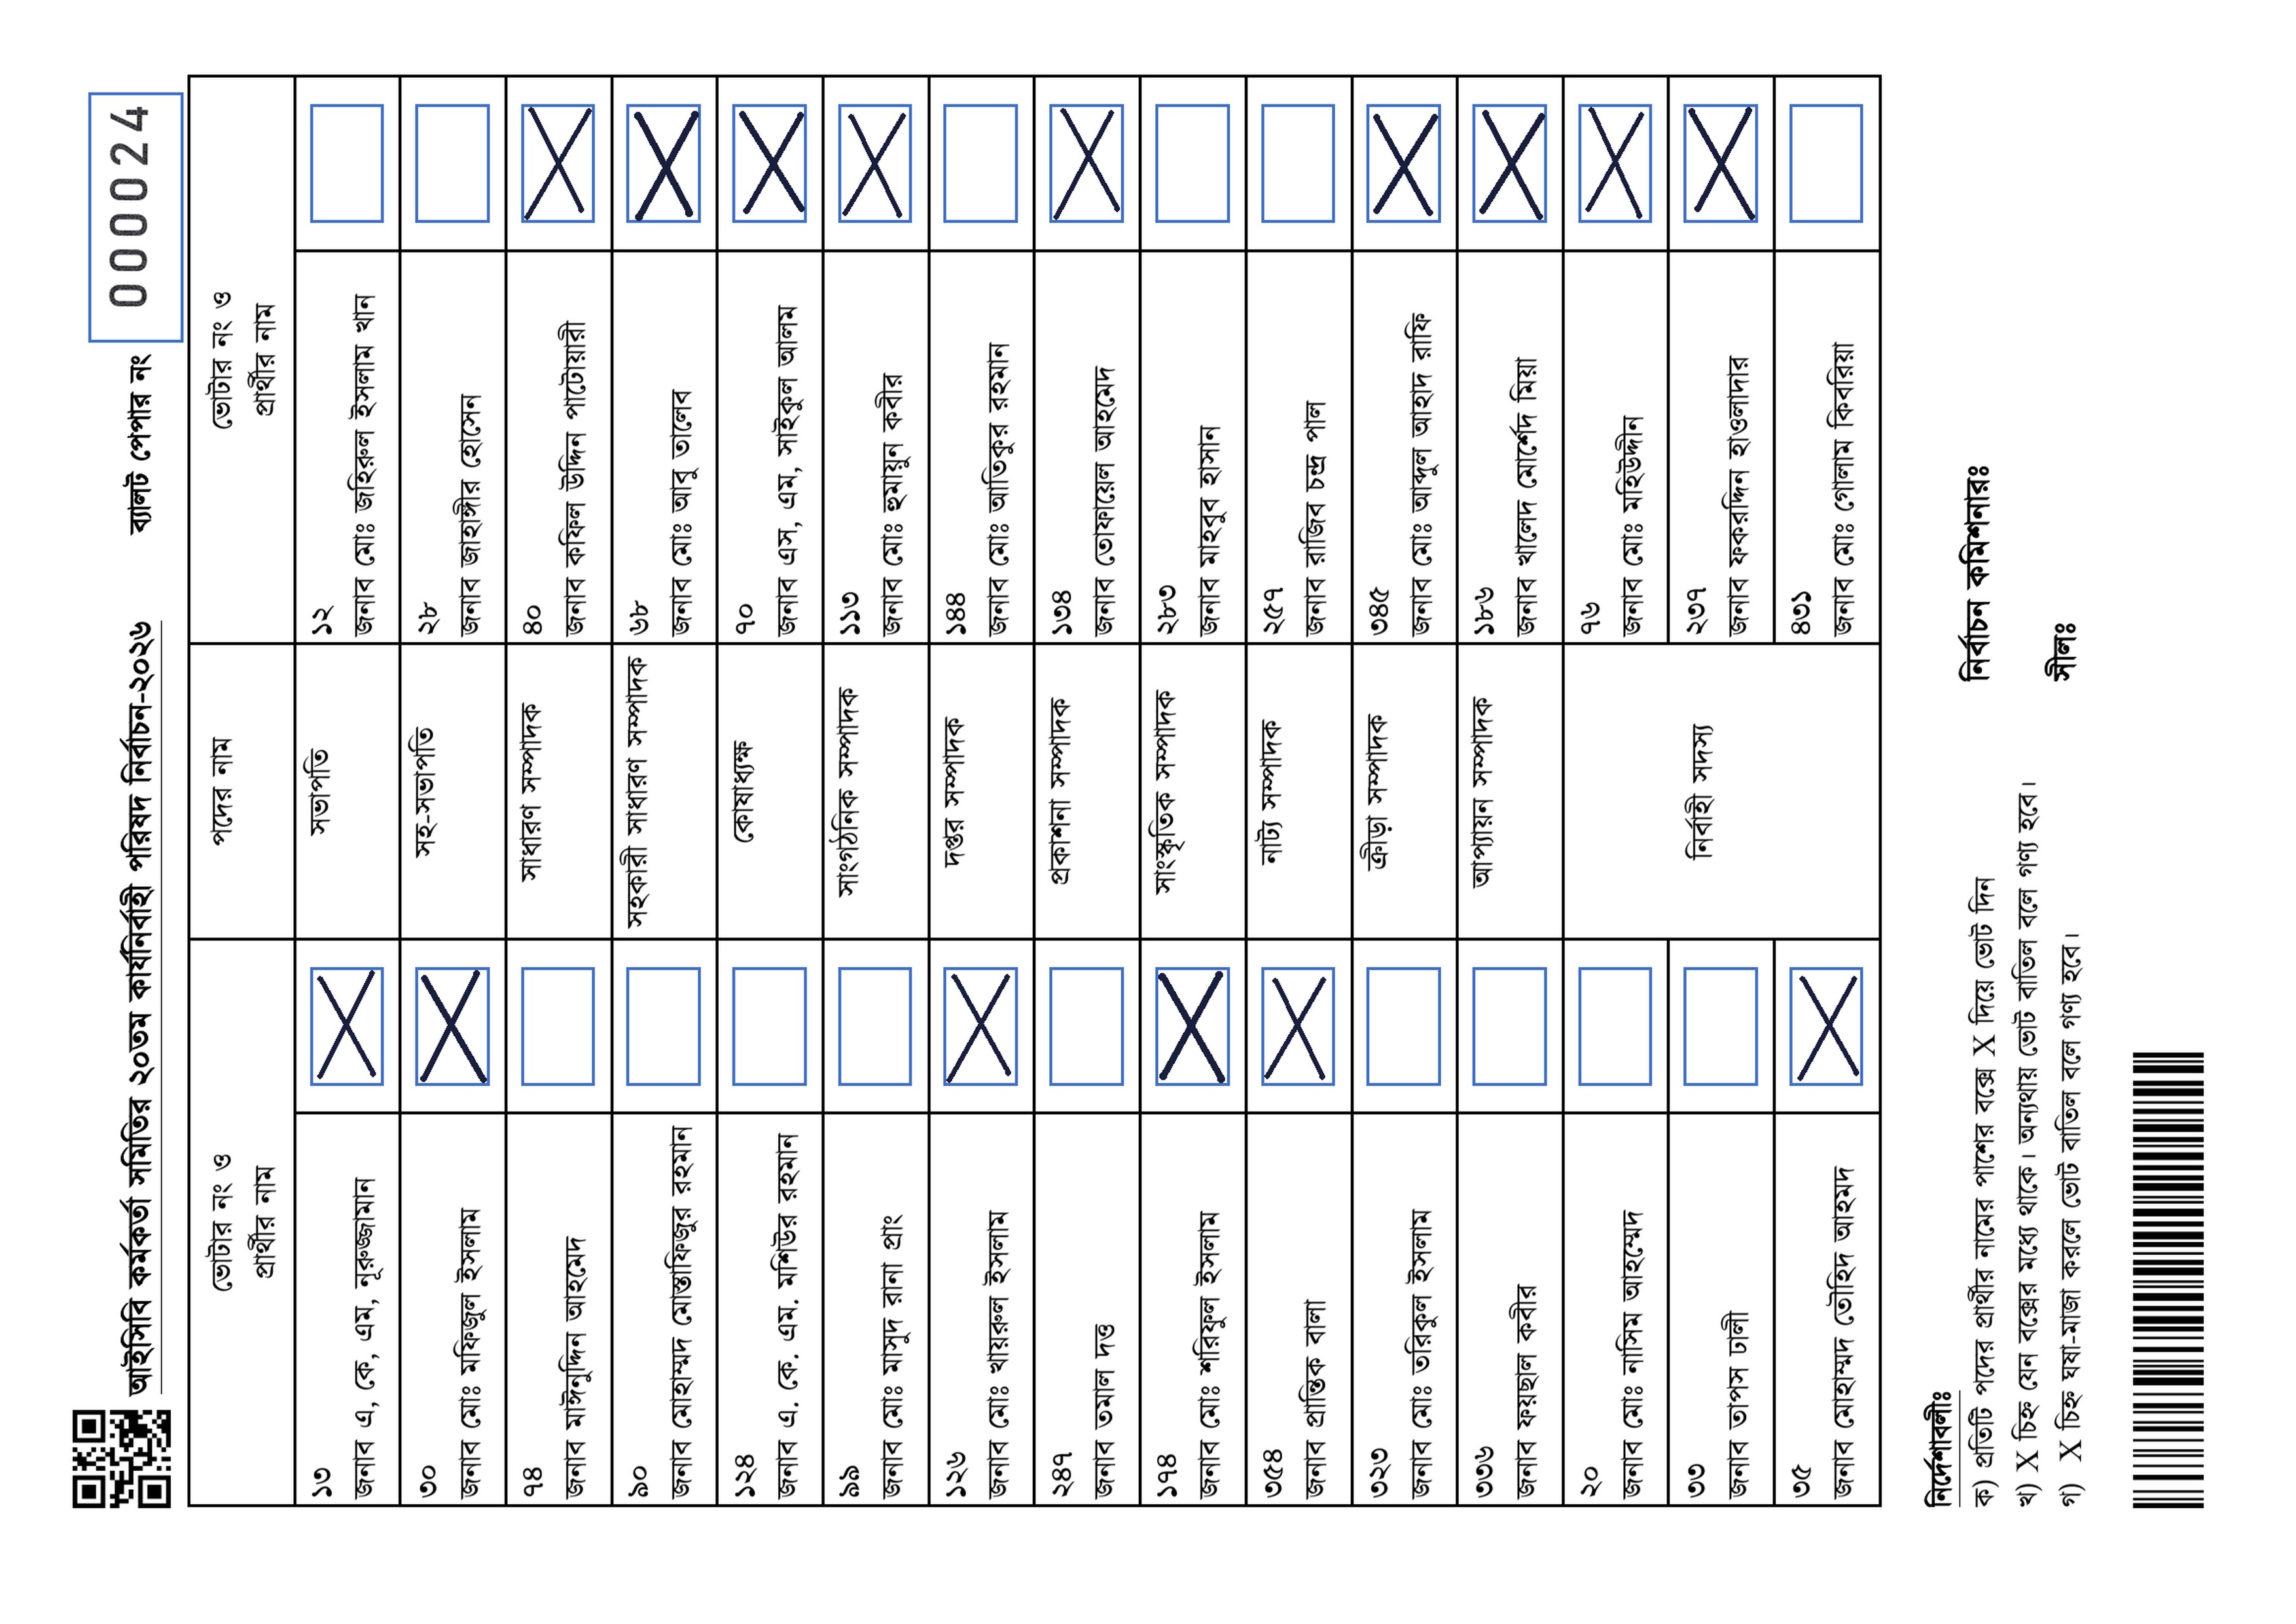 আইসিবি কর্মকর্তা সমিতির ২০তম কার্যনির্বাহী পরিষদ নির্বাচন-২০২৬
ব্যালট পেপার নং 000024
ভোটার নং ও প্রার্থীর নাম
পদের নাম
ভোটার নং ও প্রার্থীর নাম
১৩
জনাব এ, কে, এম, নূরুজ্জামান
X
সভাপতি
১২
জনাব মোঃ জহিরুল ইসলাম খান
৩০
জনাব মোঃ মফিজুল ইসলাম
X
সহ-সভাপতি
২৮
জনাব জাহাঙ্গীর হোসেন
৭৪
জনাব মাঈনুদ্দিন আহমেদ
সাধারণ সম্পাদক
৪০
জনাব কফিল উদ্দিন পাটোয়ারী
X
৯০
জনাব মোহাম্মদ মোস্তাফিজুর রহমান
সহকারী সাধারণ সম্পাদক
৬৮
জনাব মোঃ আবু তালেব
X
১২৪
জনাব এ. কে. এম. মশিউর রহমান
কোষাধ্যক্ষ
৭০
জনাব এস, এম, সাইকুল আলম
X
৯৯
জনাব মোঃ মাসুদ রানা প্রাং
সাংগঠনিক সম্পাদক
১১৩
জনাব মোঃ হুমায়ুন কবীর
X
১২৬
জনাব মোঃ খায়রুল ইসলাম
X
দপ্তর সম্পাদক
১৪৪
জনাব মোঃ আতিকুর রহমান
২৪৭
জনাব তমাল দত্ত
প্রকাশনা সম্পাদক
১৩৪
জনাব তোফায়েল আহমেদ
X
১৭৪
জনাব মোঃ শরিফুল ইসলাম
X
সাংস্কৃতিক সম্পাদক
২৮৩
জনাব মাহবুব হাসান
৩৫৪
জনাব প্রান্তিক বালা
X
নাট্য সম্পাদক
২৫৭
জনাব রাজিব চন্দ্র পাল
৩২৩
জনাব মোঃ তরিকুল ইসলাম
ক্রীড়া সম্পাদক
৩৪৫
জনাব মোঃ আব্দুল আহাদ রাফি
X
৩৩৬
জনাব ফয়ছাল কবীর
আপ্যায়ন সম্পাদক
১৮৬
জনাব খালেদ মোর্শেদ মিয়া
X
২০
জনাব মোঃ নাসিম আহম্মেদ
নির্বাহী সদস্য
৭৬
জনাব মোঃ মহিউদ্দীন
X
৩৩
জনাব তাপস ঢালী
২৩৭
জনাব ফকরদ্দিন হাওলাদার
X
৩৫
জনাব মোহাম্মদ তৌহিদ আহমদ
X
৪৩১
জনাব মোঃ গোলাম কিবরিয়া
নির্দেশাবলীঃ
ক) প্রতিটি পদের প্রার্থীর নামের পাশের বক্সে X দিয়ে ভোট দিন
খ) X চিহ্ন যেন বক্সের মধ্যে থাকে। অন্যথায় ভোট বাতিল বলে গণ্য হবে।
গ) X চিহ্ন ঘষা-মাজা করলে ভোট বাতিল বলে গণ্য হবে।
নির্বাচন কমিশনারঃ
সীলঃ